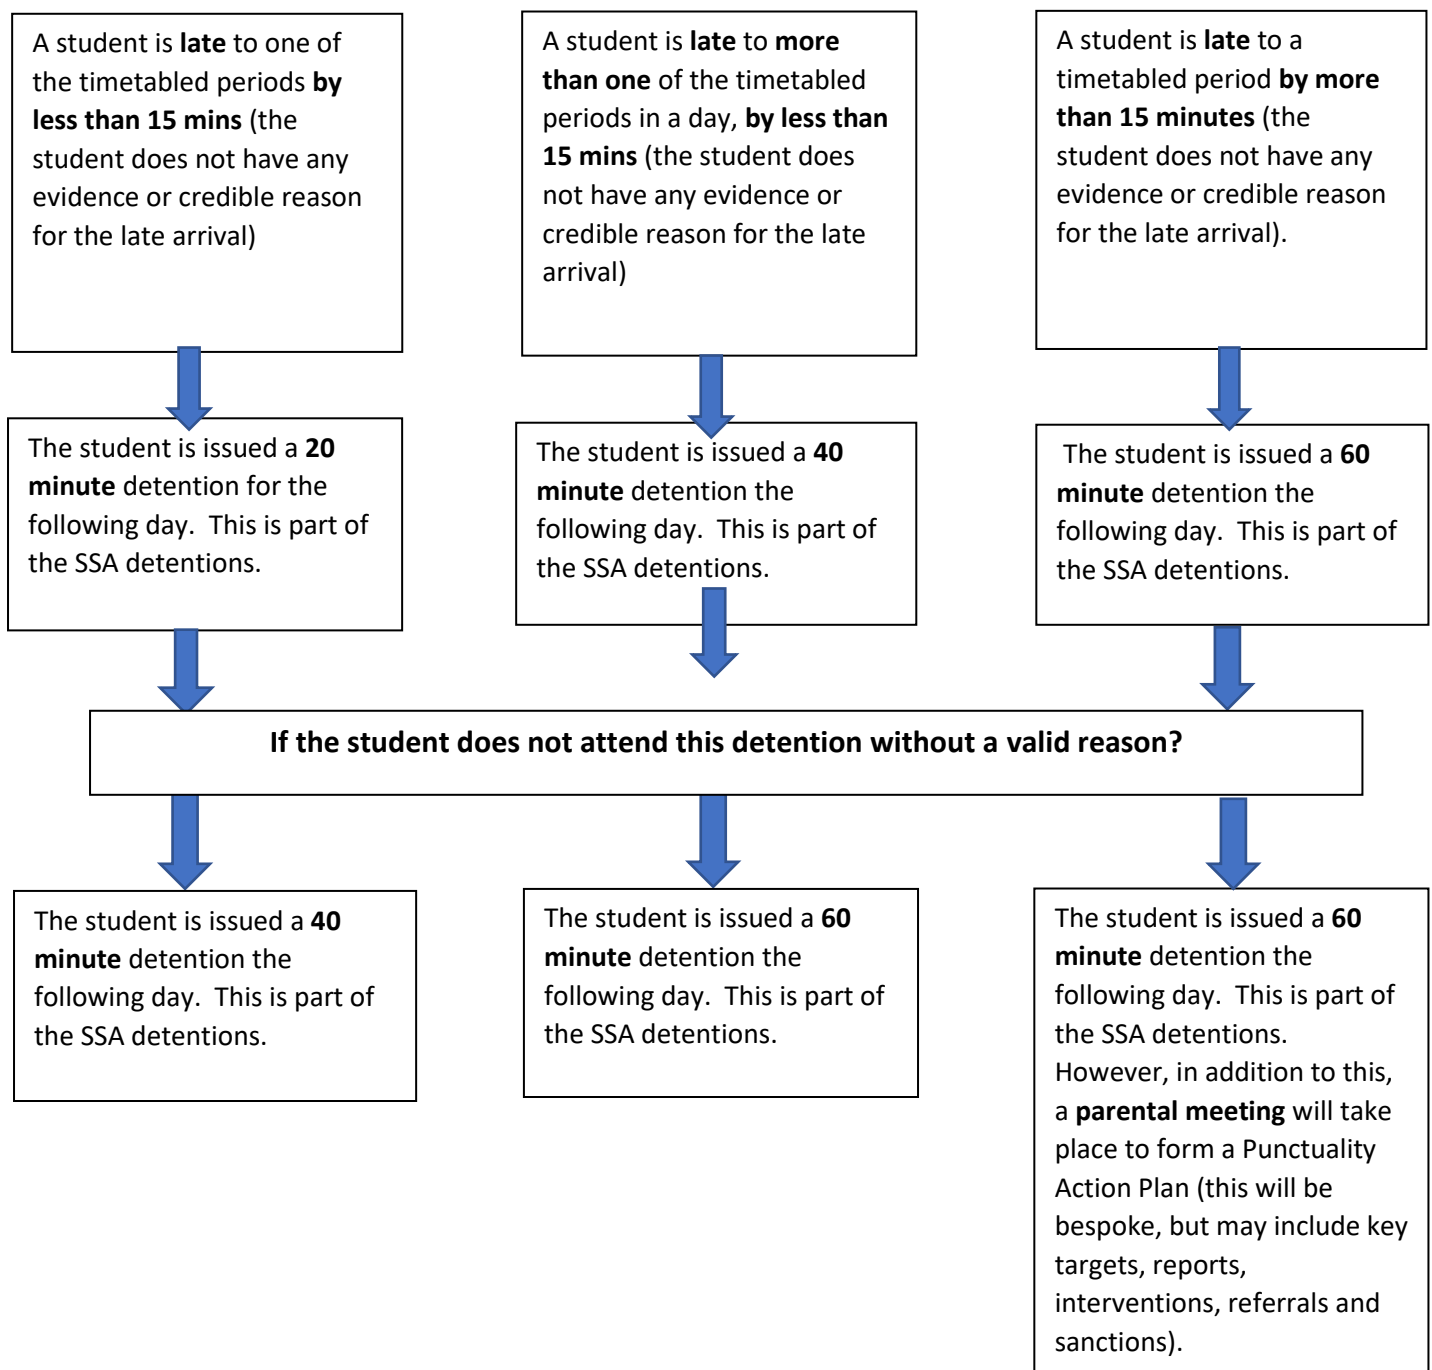 A student is late to one of
the timetabled periods by
less than 15 mins (the
student does not have any
evidence or credible reason
for the late arrival)
A student is late to more
than one of the timetabled
periods in a day, by less than
15 mins (the student does
not have any evidence or
credible reason for the late
arrival)
A student is late to a
timetabled period by more
than 15 minutes (the
student does not have any
evidence or credible reason
for the late arrival).
The student is issued a 20
minute detention for the
following day.  This is part of
the SSA detentions.
The student is issued a 40
minute detention the
following day.  This is part of
the SSA detentions.
The student is issued a 60
minute detention the
following day.  This is part of
the SSA detentions.
If the student does not attend this detention without a valid reason?
The student is issued a 40
minute detention the
following day.  This is part of
the SSA detentions.
The student is issued a 60
minute detention the
following day.  This is part of
the SSA detentions.
The student is issued a 60
minute detention the
following day.  This is part of
the SSA detentions.
However, in addition to this,
a parental meeting will take
place to form a Punctuality
Action Plan (this will be
bespoke, but may include key
targets, reports,
interventions, referrals and
sanctions).